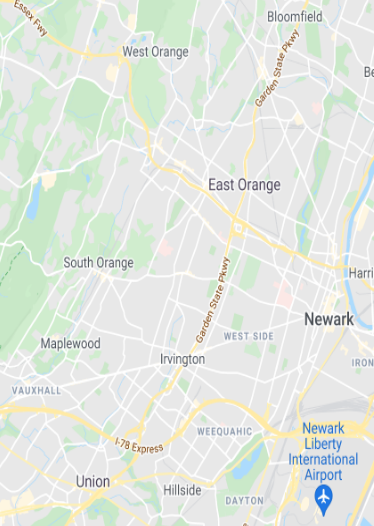 Bloomfield
Essex Fwy
West Orange
Garden State Pkwy
Be
East Orange
South Orange
Harri
Garden State Pkwy
Newark
WEST SIDE
Maplewood
Irvington
IRON
VAUXHALL
WEEQUAHIC
Newark
Liberty
International
Airport
I-78 Express
Union
Hillside
DAYTON